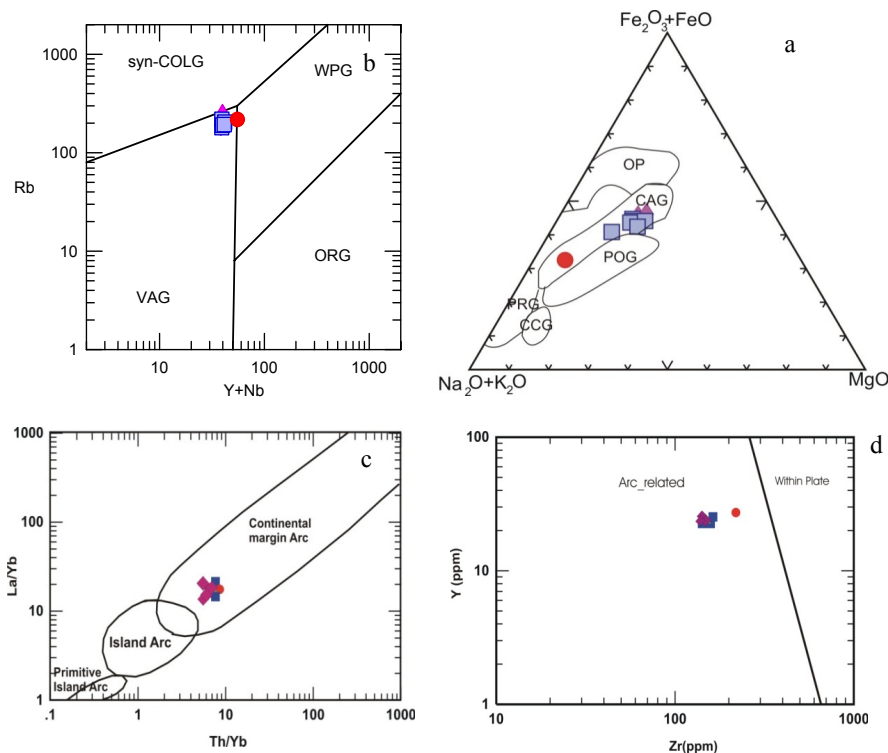 b
1000
100
10
1
Rb
syn-COLG
WPG
VAG
ORG
10
100
1000
Y+Nb
a
Fe₂O₃+FeO
OP
CAG
POG
PRG
CCG
Na₂O+K₂O
MgO
c
1000
100
10
1
La/Yb
Continental
margin Arc
Island Arc
Primitive
Island Arc
.1
1
10
100
1000
Th/Yb
d
100
10
1
Y (ppm)
Arc_related
Within Plate
10
100
1000
Zr(ppm)